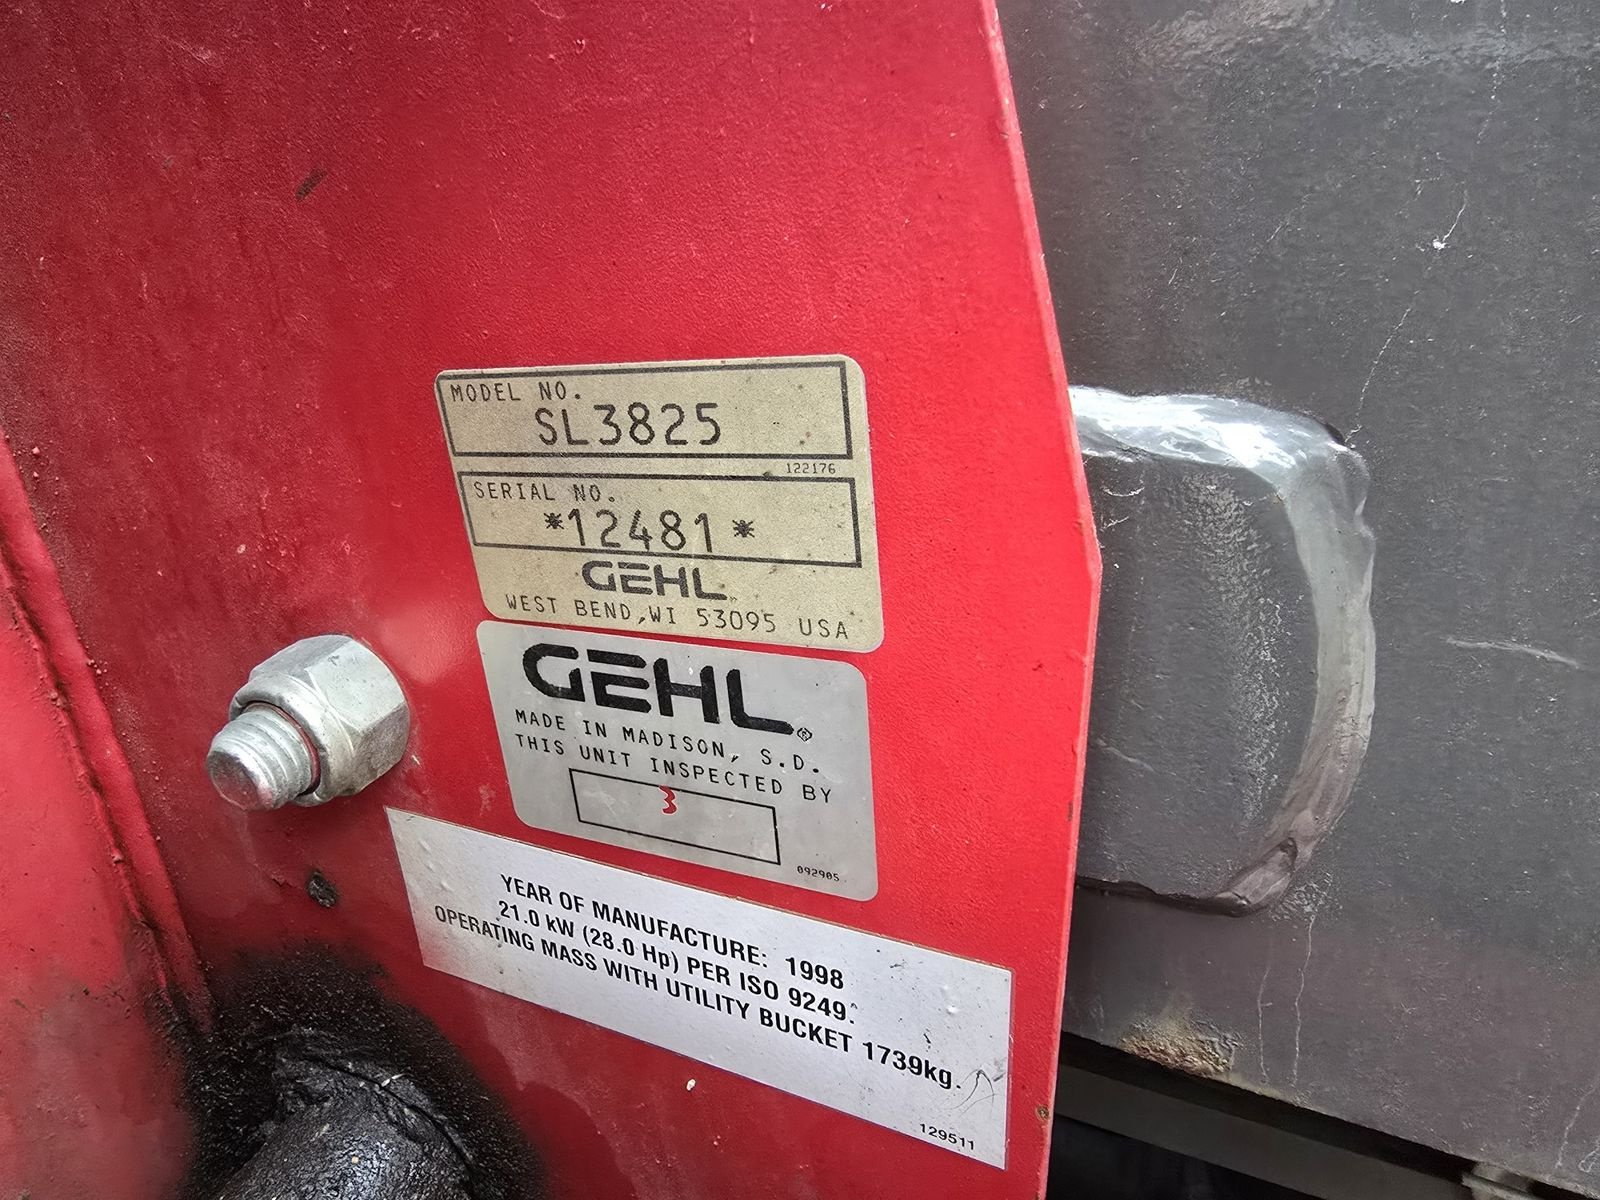 MODEL NO.
SL3825
122176
SERIAL NO.
*12481*
GEHL
WEST BEND, WI 53095 USA
GEHL®
MADE IN MADISON, S.D.
THIS UNIT INSPECTED BY
3
092905
YEAR OF MANUFACTURE: 1998
21.0 kW (28.0 Hp) PER ISO 9249.
OPERATING MASS WITH UTILITY BUCKET 1739kg.
129511